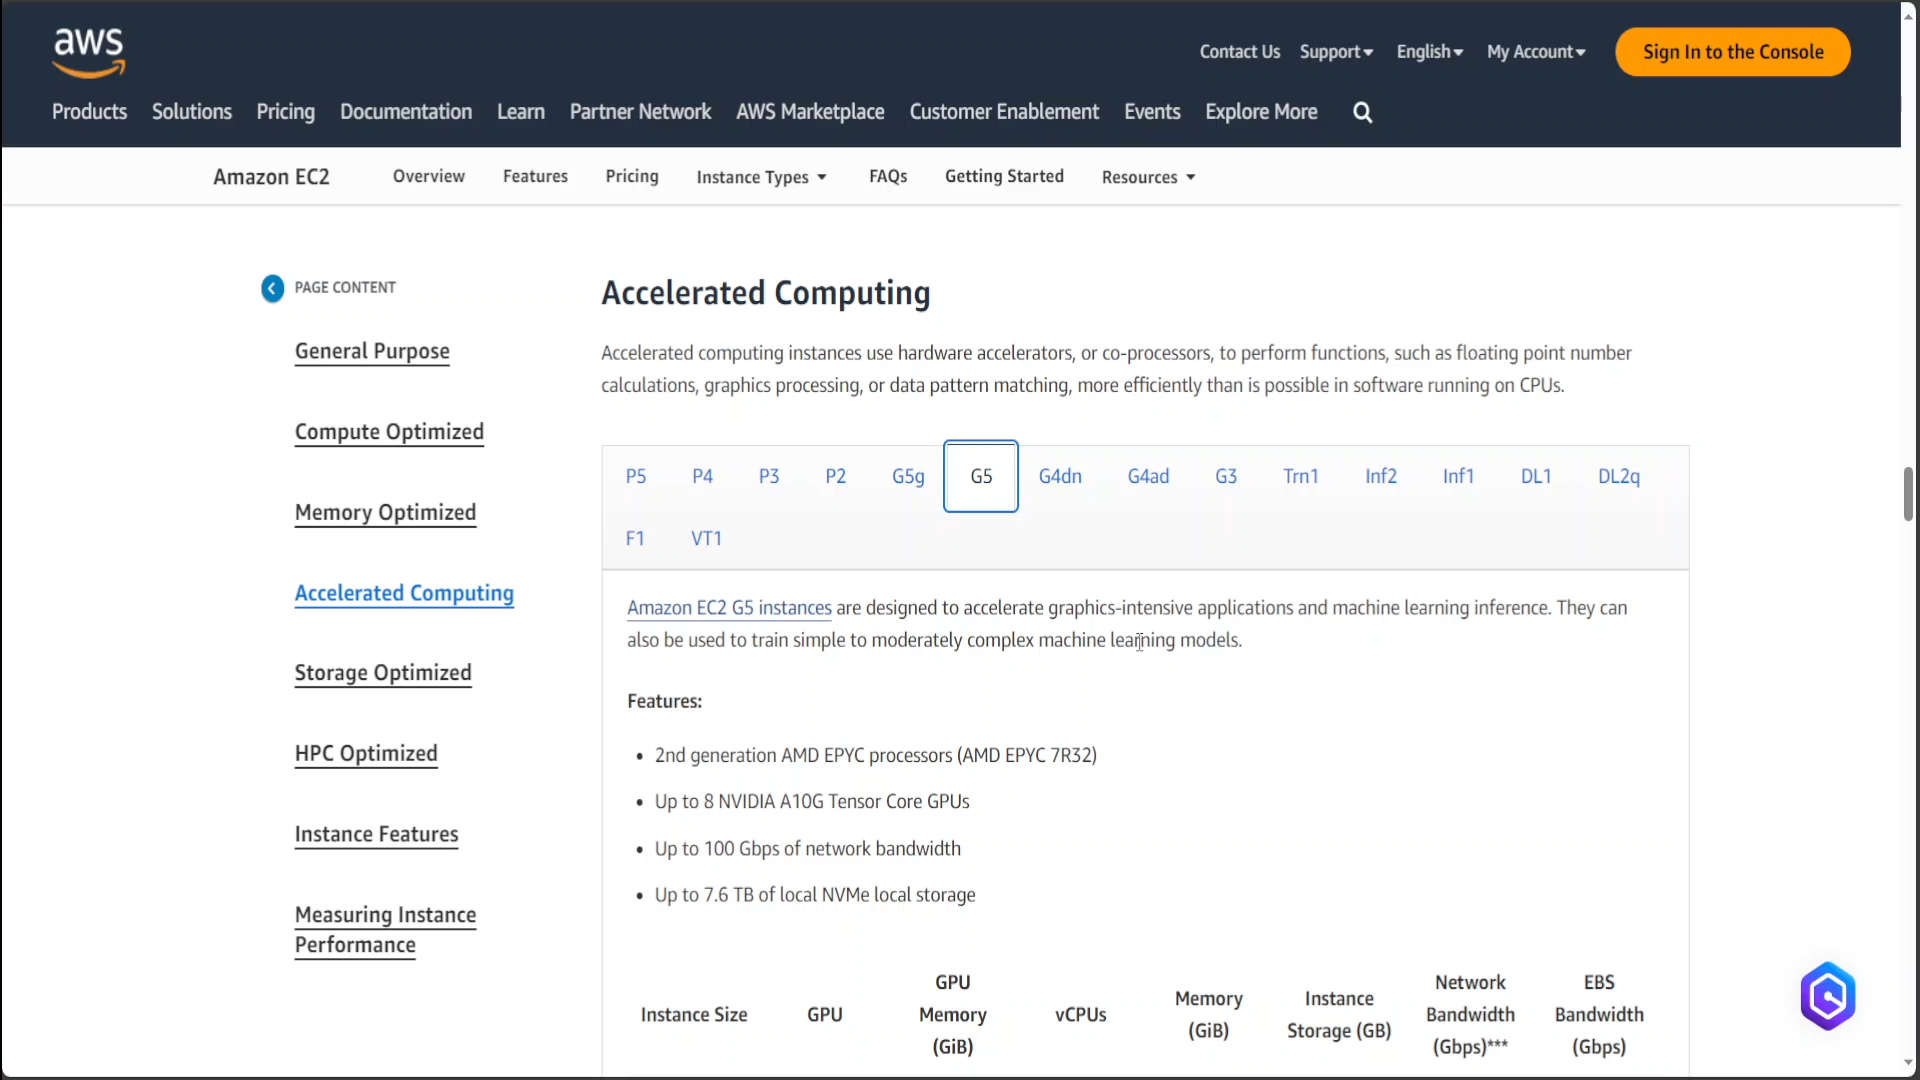 aws
Contact Us Support English My Account Sign In to the Console
Products Solutions Pricing Documentation Learn Partner Network AWS Marketplace Customer Enablement Events Explore More
Amazon EC2 Overview Features Pricing Instance Types FAQs Getting Started Resources
PAGE CONTENT
General Purpose
Compute Optimized
Memory Optimized
Accelerated Computing
Storage Optimized
HPC Optimized
Instance Features
Measuring Instance
Performance
Accelerated Computing
Accelerated computing instances use hardware accelerators, or co-processors, to perform functions, such as floating point number
calculations, graphics processing, or data pattern matching, more efficiently than is possible in software running on CPUs.
P5 P4 P3 P2 G5g G5 G4dn G4ad G3 Trn1 Inf2 Inf1 DL1 DL2q
F1 VT1
Amazon EC2 G5 instances are designed to accelerate graphics-intensive applications and machine learning inference. They can
also be used to train simple to moderately complex machine learning models.
Features:
• 2nd generation AMD EPYC processors (AMD EPYC 7R32)
• Up to 8 NVIDIA A10G Tensor Core GPUs
• Up to 100 Gbps of network bandwidth
• Up to 7.6 TB of local NVMe local storage
Instance Size
GPU
GPU
Memory
(GiB)
vCPUs
Memory
(GiB)
Instance
Storage (GB)
Network
Bandwidth
(Gbps)***
EBS
Bandwidth
(Gbps)